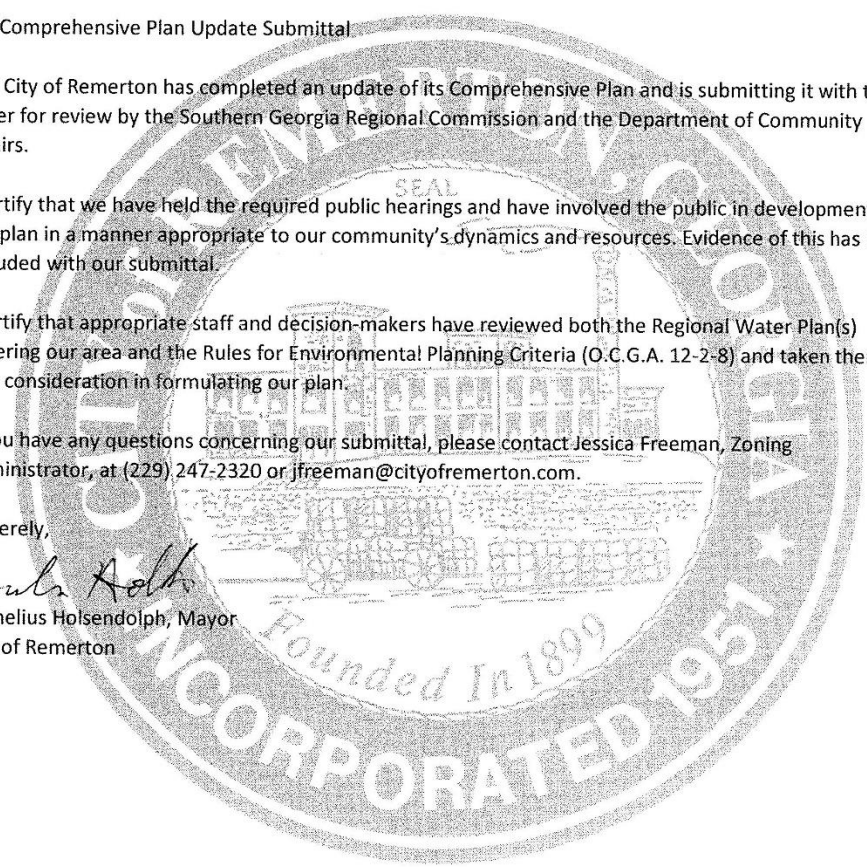 Comprehensive Plan Update Submittal
City of Remerton has completed an update of its Comprehensive Plan and is submitting it with t
er for review by the Southern Georgia Regional Commission and the Department of Community
irs.
rtify that we have held the required public hearings and have involved the public in developmen
plan in a manner appropriate to our community's dynamics and resources. Evidence of this has
uded with our submittal.
rtify that appropriate staff and decision-makers have reviewed both the Regional Water Plan(s)
ering our area and the Rules for Environmental Planning Criteria (O.C.G.A. 12-2-8) and taken the
consideration in formulating our plan.
ou have any questions concerning our submittal, please contact Jessica Freeman, Zoning
ministrator, at (229) 247-2320 or jfreeman@cityofremerton.com.
erely,
nelius Holsendolph, Mayor
of Remerton
CITY OF REMERTON, GEORGIA
SEAL
Founded In 1899
★ INCORPORATED 1951 ★